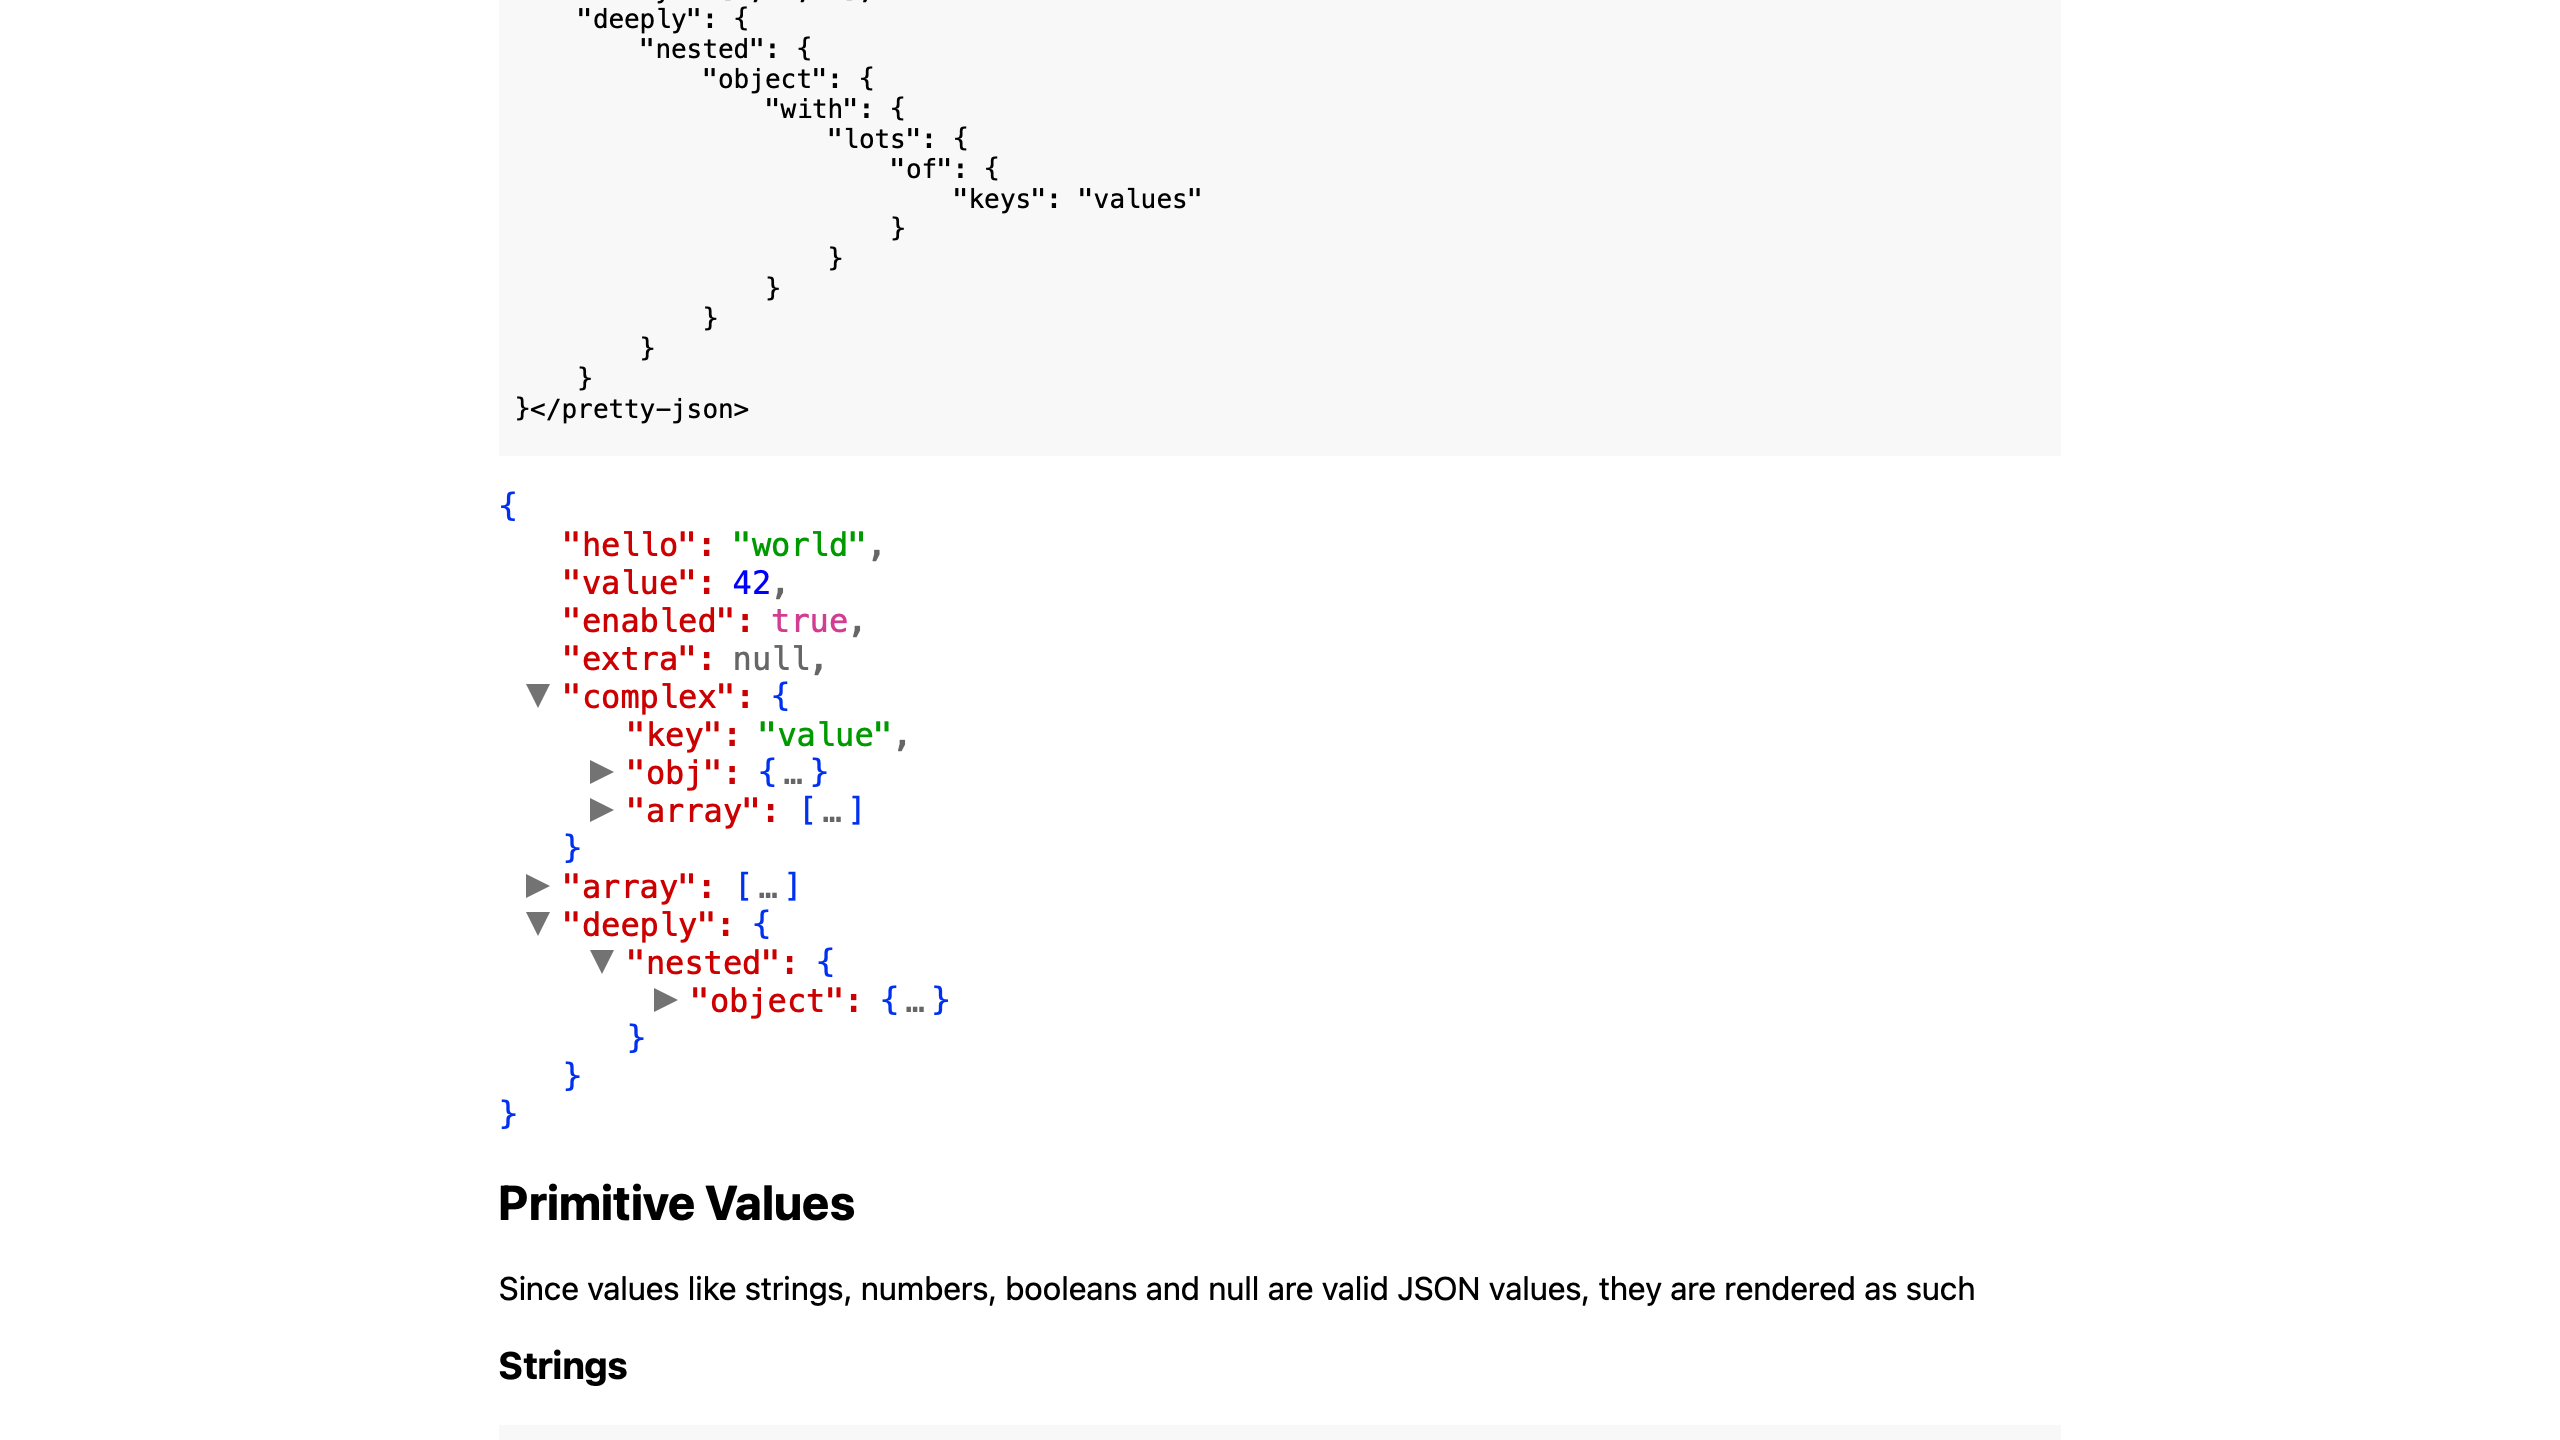 "deeply": {
"nested": {
"object": {
"with": {
"lots": {
"of": {
"keys": "values"
}
}
}
}
}
}
}</pretty-json>
{
"hello": "world",
"value": 42,
"enabled": true,
"extra": null,
▼ "complex": {
"key": "value",
▶ "obj": {…}
▶ "array": […]
}
▶ "array": […]
▼ "deeply": {
▼ "nested": {
▶ "object": {…}
}
}
}
Primitive Values
Since values like strings, numbers, booleans and null are valid JSON values, they are rendered as such
Strings